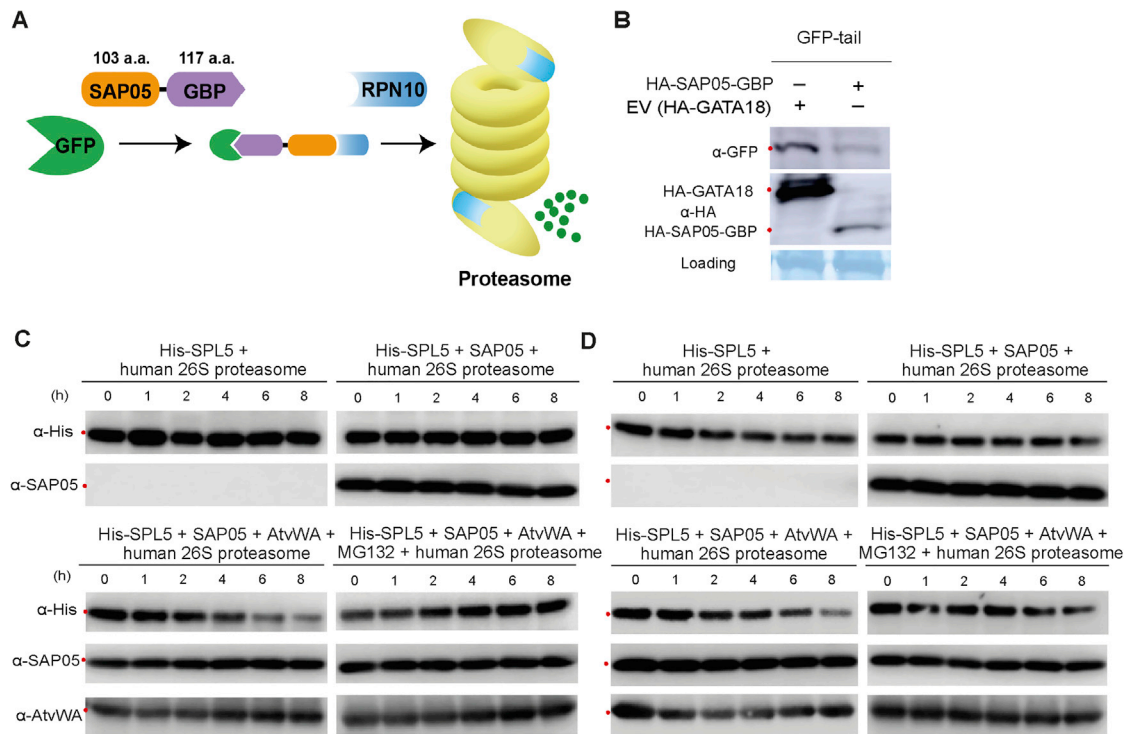 A
103 a.a. 117 a.a.
SAP05 GBP
RPN10
GFP
Proteasome
B
GFP-tail
HA-SAP05-GBP − +
EV (HA-GATA18) + −
α-GFP
HA-GATA18
α-HA
HA-SAP05-GBP
Loading
C
His-SPL5 +
human 26S proteasome
His-SPL5 + SAP05 +
human 26S proteasome
(h) 0 1 2 4 6 8 0 1 2 4 6 8
α-His
α-SAP05
His-SPL5 + SAP05 + AtvWA +
human 26S proteasome
His-SPL5 + SAP05 + AtvWA +
MG132 + human 26S proteasome
(h) 0 1 2 4 6 8 0 1 2 4 6 8
α-His
α-SAP05
α-AtvWA
D
His-SPL5 +
human 26S proteasome
His-SPL5 + SAP05 +
human 26S proteasome
0 1 2 4 6 8 0 1 2 4 6 8
His-SPL5 + SAP05 + AtvWA +
human 26S proteasome
His-SPL5 + SAP05 + AtvWA +
MG132 + human 26S proteasome
0 1 2 4 6 8 0 1 2 4 6 8